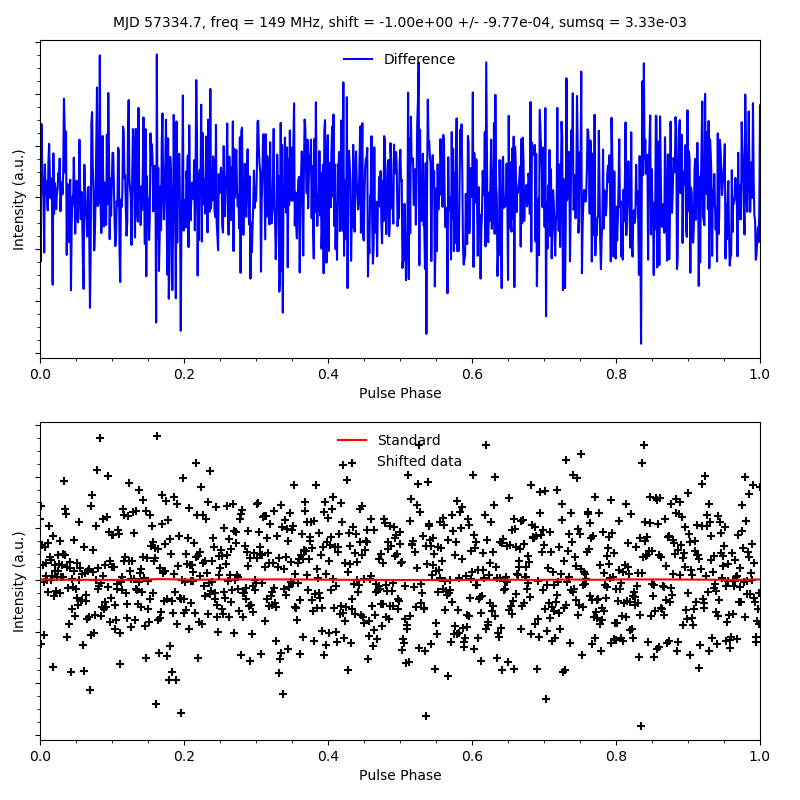 MJD 57334.7, freq = 149 MHz, shift = -1.00e+00 +/- -9.77e-04, sumsq = 3.33e-03
Difference
Intensity (a.u.)
0.0 0.2 0.4 0.6 0.8 1.0
Pulse Phase
Standard
Shifted data
Intensity (a.u.)
0.0 0.2 0.4 0.6 0.8 1.0
Pulse Phase